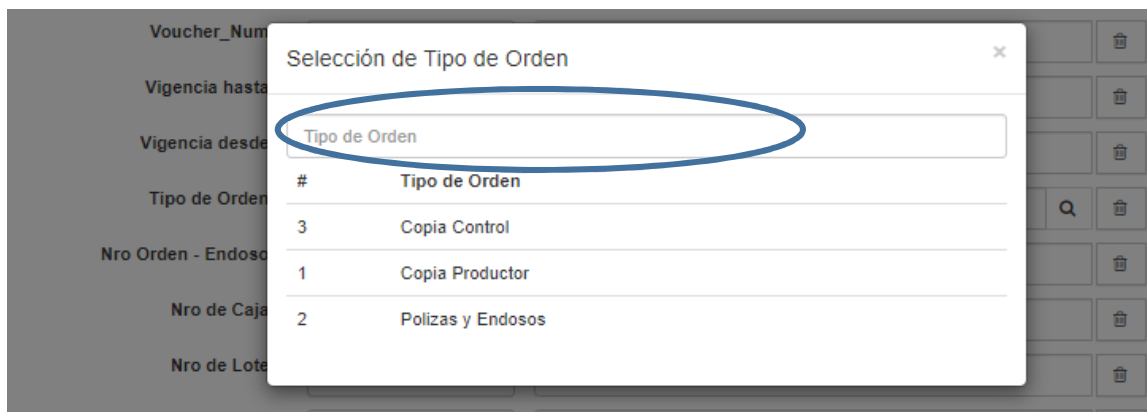 Voucher_Num
Selección de Tipo de Orden ×
Vigencia hasta
Vigencia desde
Tipo de Orden
# Tipo de Orden
Tipo de Orden
3 Copia Control
Nro Orden - Endoso
1 Copia Productor
Nro de Caja
2 Polizas y Endosos
Nro de Lote